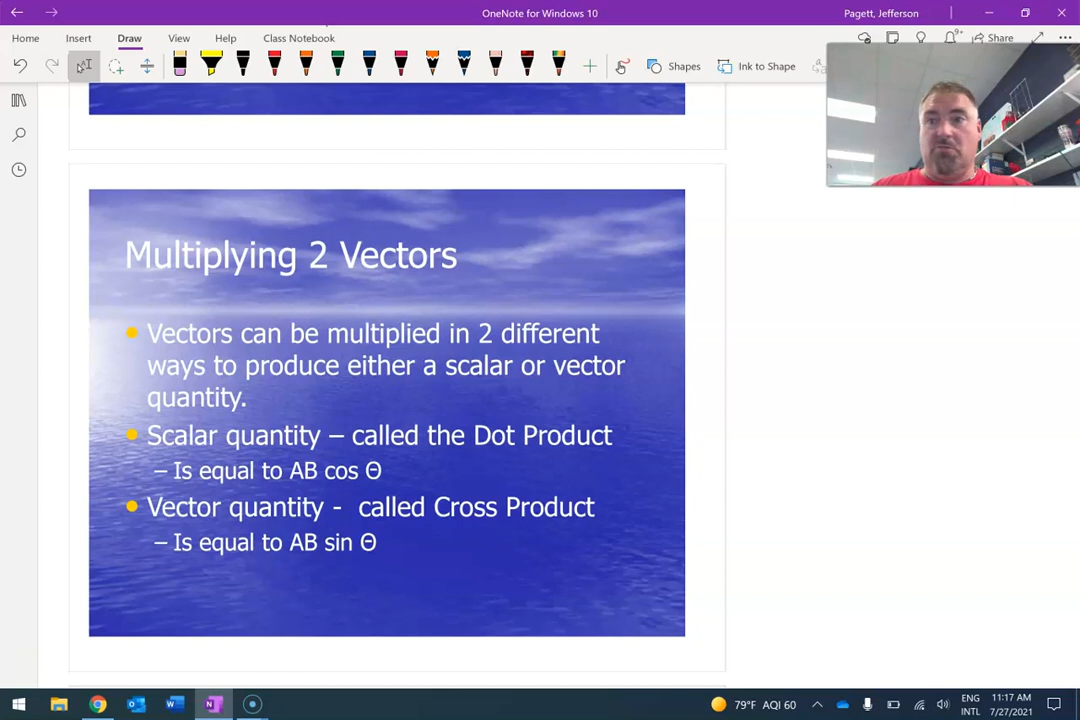 OneNote for Windows 10
Pagett, Jefferson
Home Insert Draw View Help Class Notebook
9+
Share
Shapes
Ink to Shape
Multiplying 2 Vectors
Vectors can be multiplied in 2 different
ways to produce either a scalar or vector
quantity.
Scalar quantity – called the Dot Product
– Is equal to AB cos Θ
Vector quantity - called Cross Product
– Is equal to AB sin Θ
79°F AQI 60
ENG
INTL
11:17 AM
7/27/2021